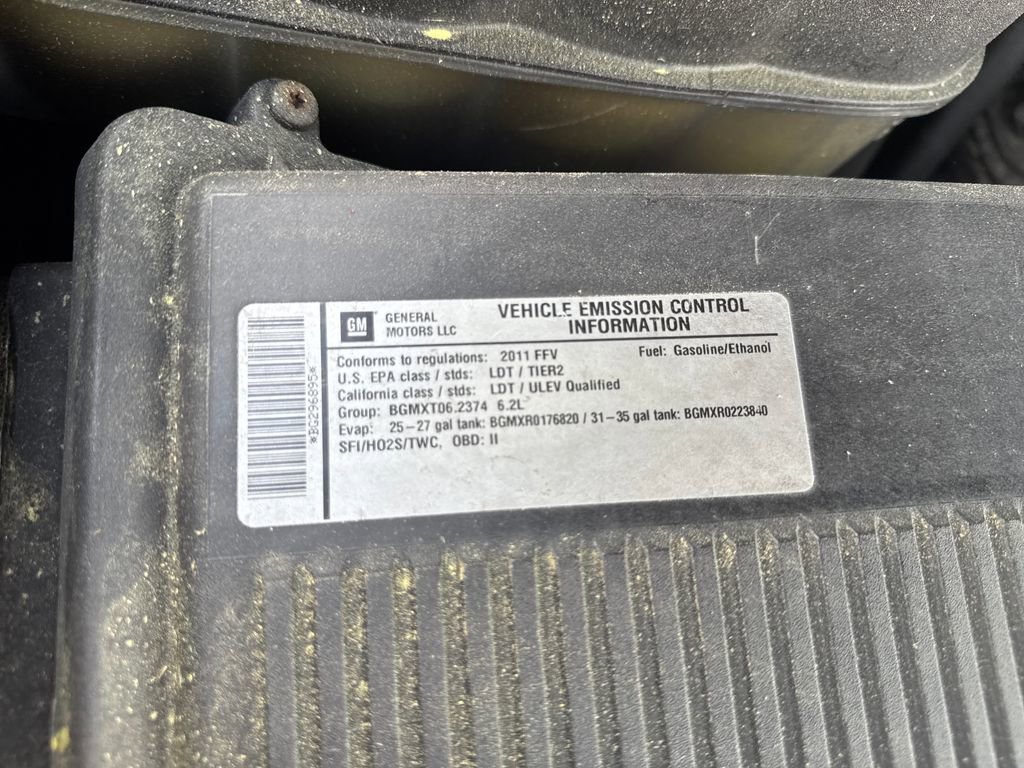 *BG296895*
GM
GENERAL
MOTORS LLC
VEHICLE EMISSION CONTROL
INFORMATION
Conforms to regulations: 2011 FFV Fuel: Gasoline/Ethanol
U.S. EPA class / stds: LDT / TIER2
California class / stds: LDT / ULEV Qualified
Group: BGMXT06.2374 6.2L
Evap: 25-27 gal tank: BGMXR0176820 / 31-35 gal tank: BGMXR0223840
SFI/HO2S/TWC, OBD: II